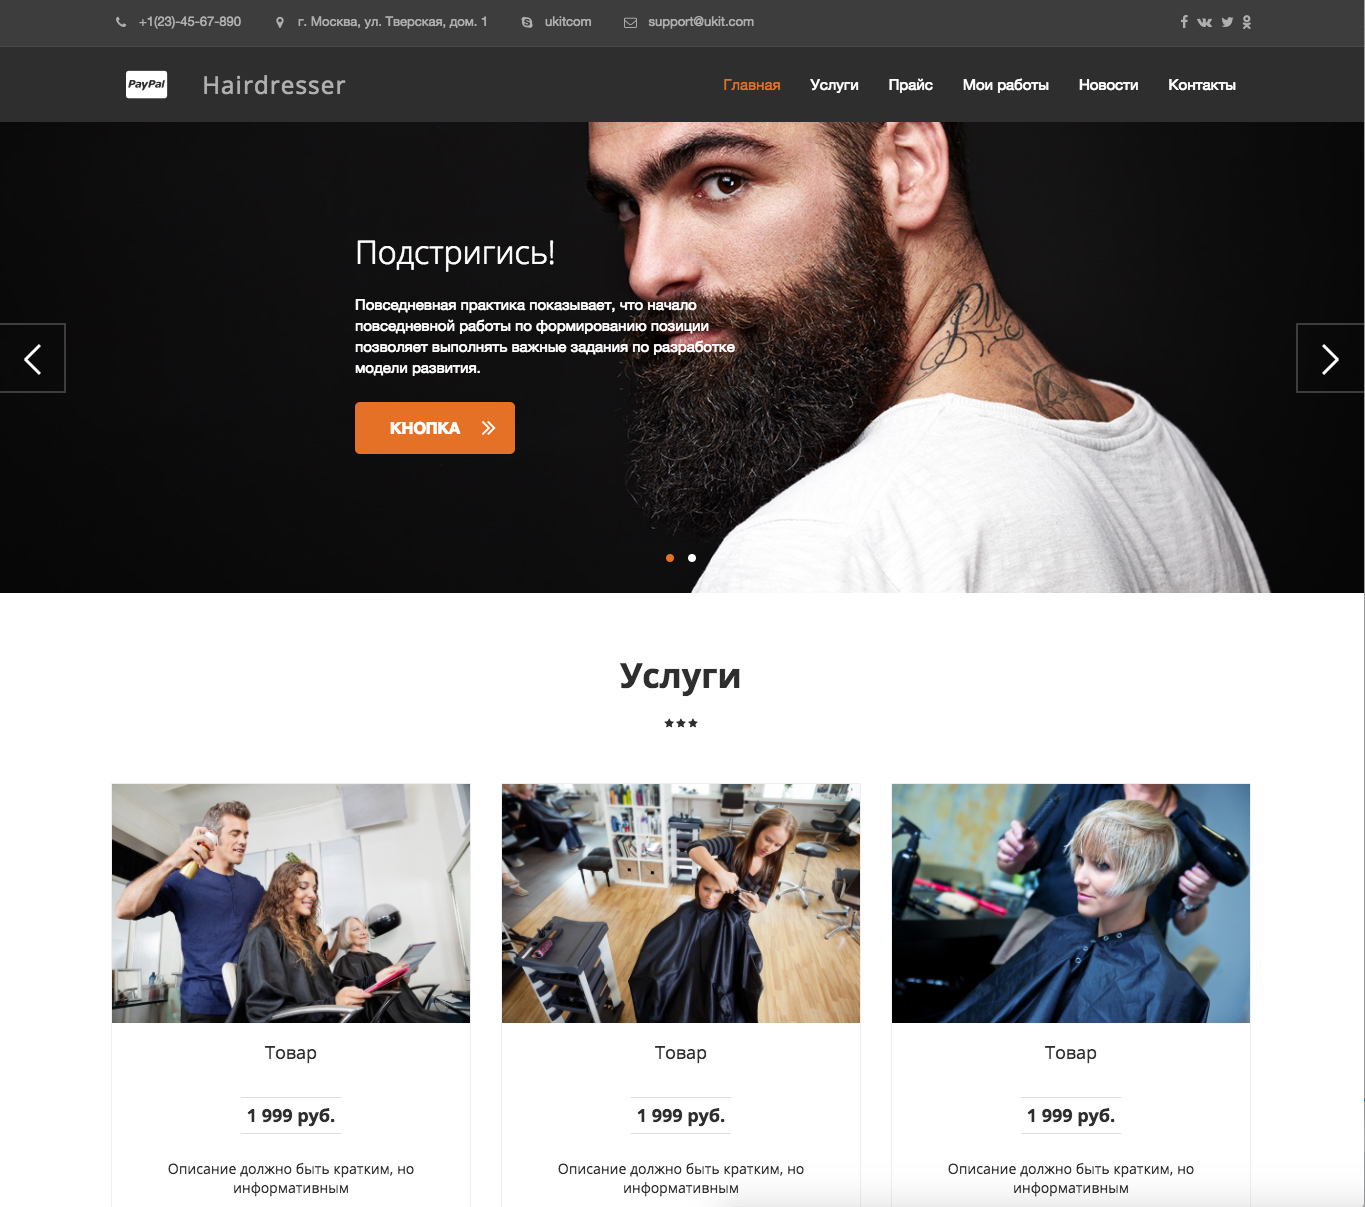 +1(23)-45-67-890 г. Москва, ул. Тверская, дом. 1 ukitcom support@ukit.com
PayPal Hairdresser Главная Услуги Прайс Мои работы Новости Контакты
Подстригись!
Повседневная практика показывает, что начало
повседневной работы по формированию позиции
позволяет выполнять важные задания по разработке
модели развития.
КНОПКА
Услуги
Товар Товар Товар
1 999 руб. 1 999 руб. 1 999 руб.
Описание должно быть кратким, но Описание должно быть кратким, но Описание должно быть кратким, но
информативным информативным информативным